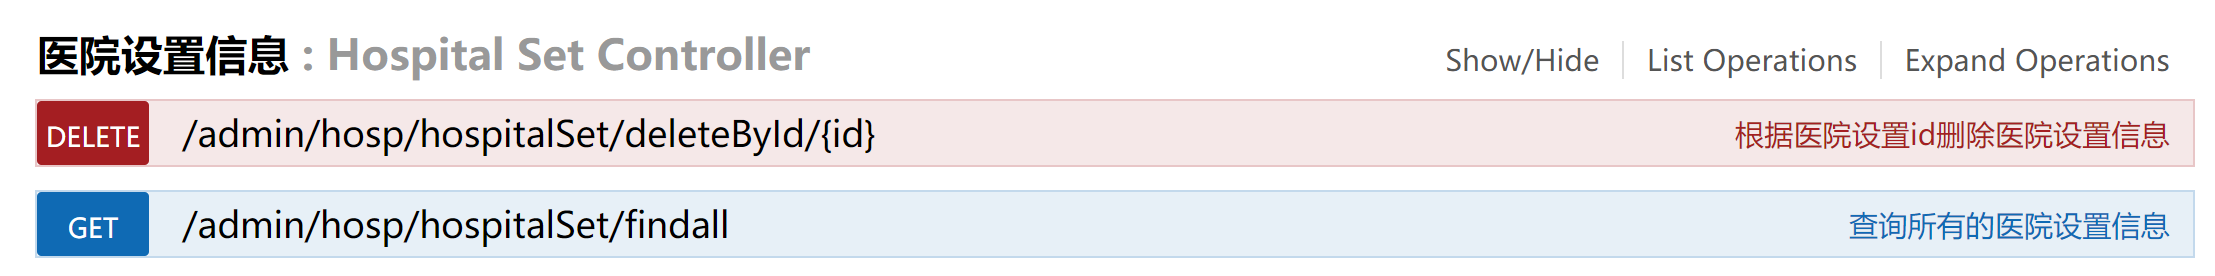 医院设置信息 : Hospital Set Controller Show/Hide List Operations Expand Operations
DELETE /admin/hosp/hospitalSet/deleteById/{id} 根据医院设置id删除医院设置信息
GET /admin/hosp/hospitalSet/findall 查询所有的医院设置信息